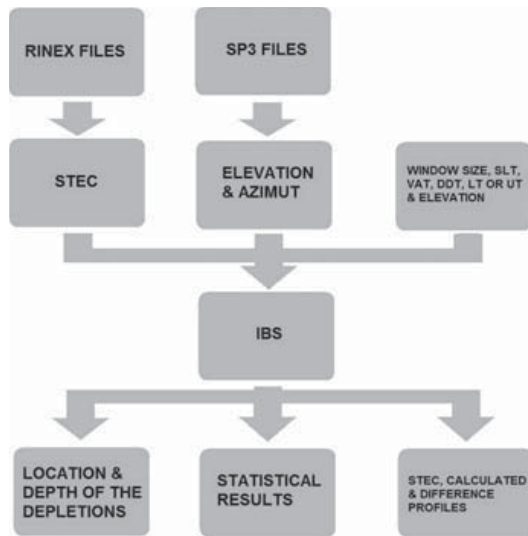 RINEX FILES
SP3 FILES
STEC
ELEVATION
& AZIMUT
WINDOW SIZE, SLT,
VAT, DDT, LT OR UT
& ELEVATION
IBS
LOCATION &
DEPTH OF THE
DEPLETIONS
STATISTICAL
RESULTS
STEC, CALCULATED
& DIFFERENCE
PROFILES